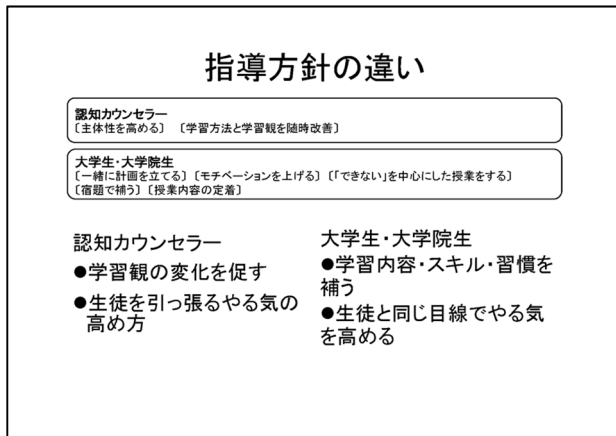 指導方針の違い
認知カウンセラー
〔主体性を高める〕 〔学習方法と学習観を随時改善〕
大学生・大学院生
〔一緒に計画を立てる〕〔モチベーションを上げる〕〔「できない」を中心にした授業をする〕
〔宿題で補う〕〔授業内容の定着〕
認知カウンセラー
●学習観の変化を促す
●生徒を引っ張るやる気の
高め方
大学生・大学院生
●学習内容・スキル・習慣を
補う
●生徒と同じ目線でやる気
を高める